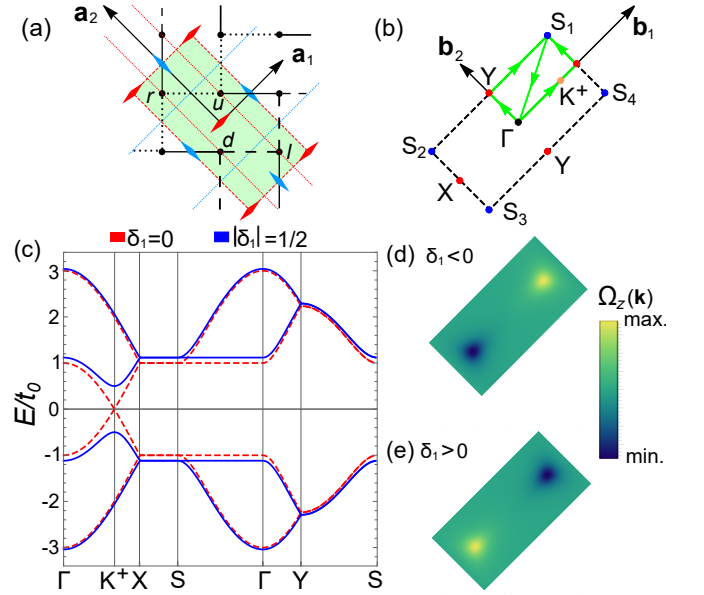 (a)
a₂
a₁
r
u
d
l
(b)
S₁
b₁
b₂
Y
K⁺
S₄
Γ
S₂
Y
X
S₃
δ₁=0
|δ₁|=1/2
(c)
E/t₀
3
2
1
0
-1
-2
-3
Γ K⁺ X S Γ Y S
(d) δ₁<0
Ω_z(k)
max.
min.
(e) δ₁>0